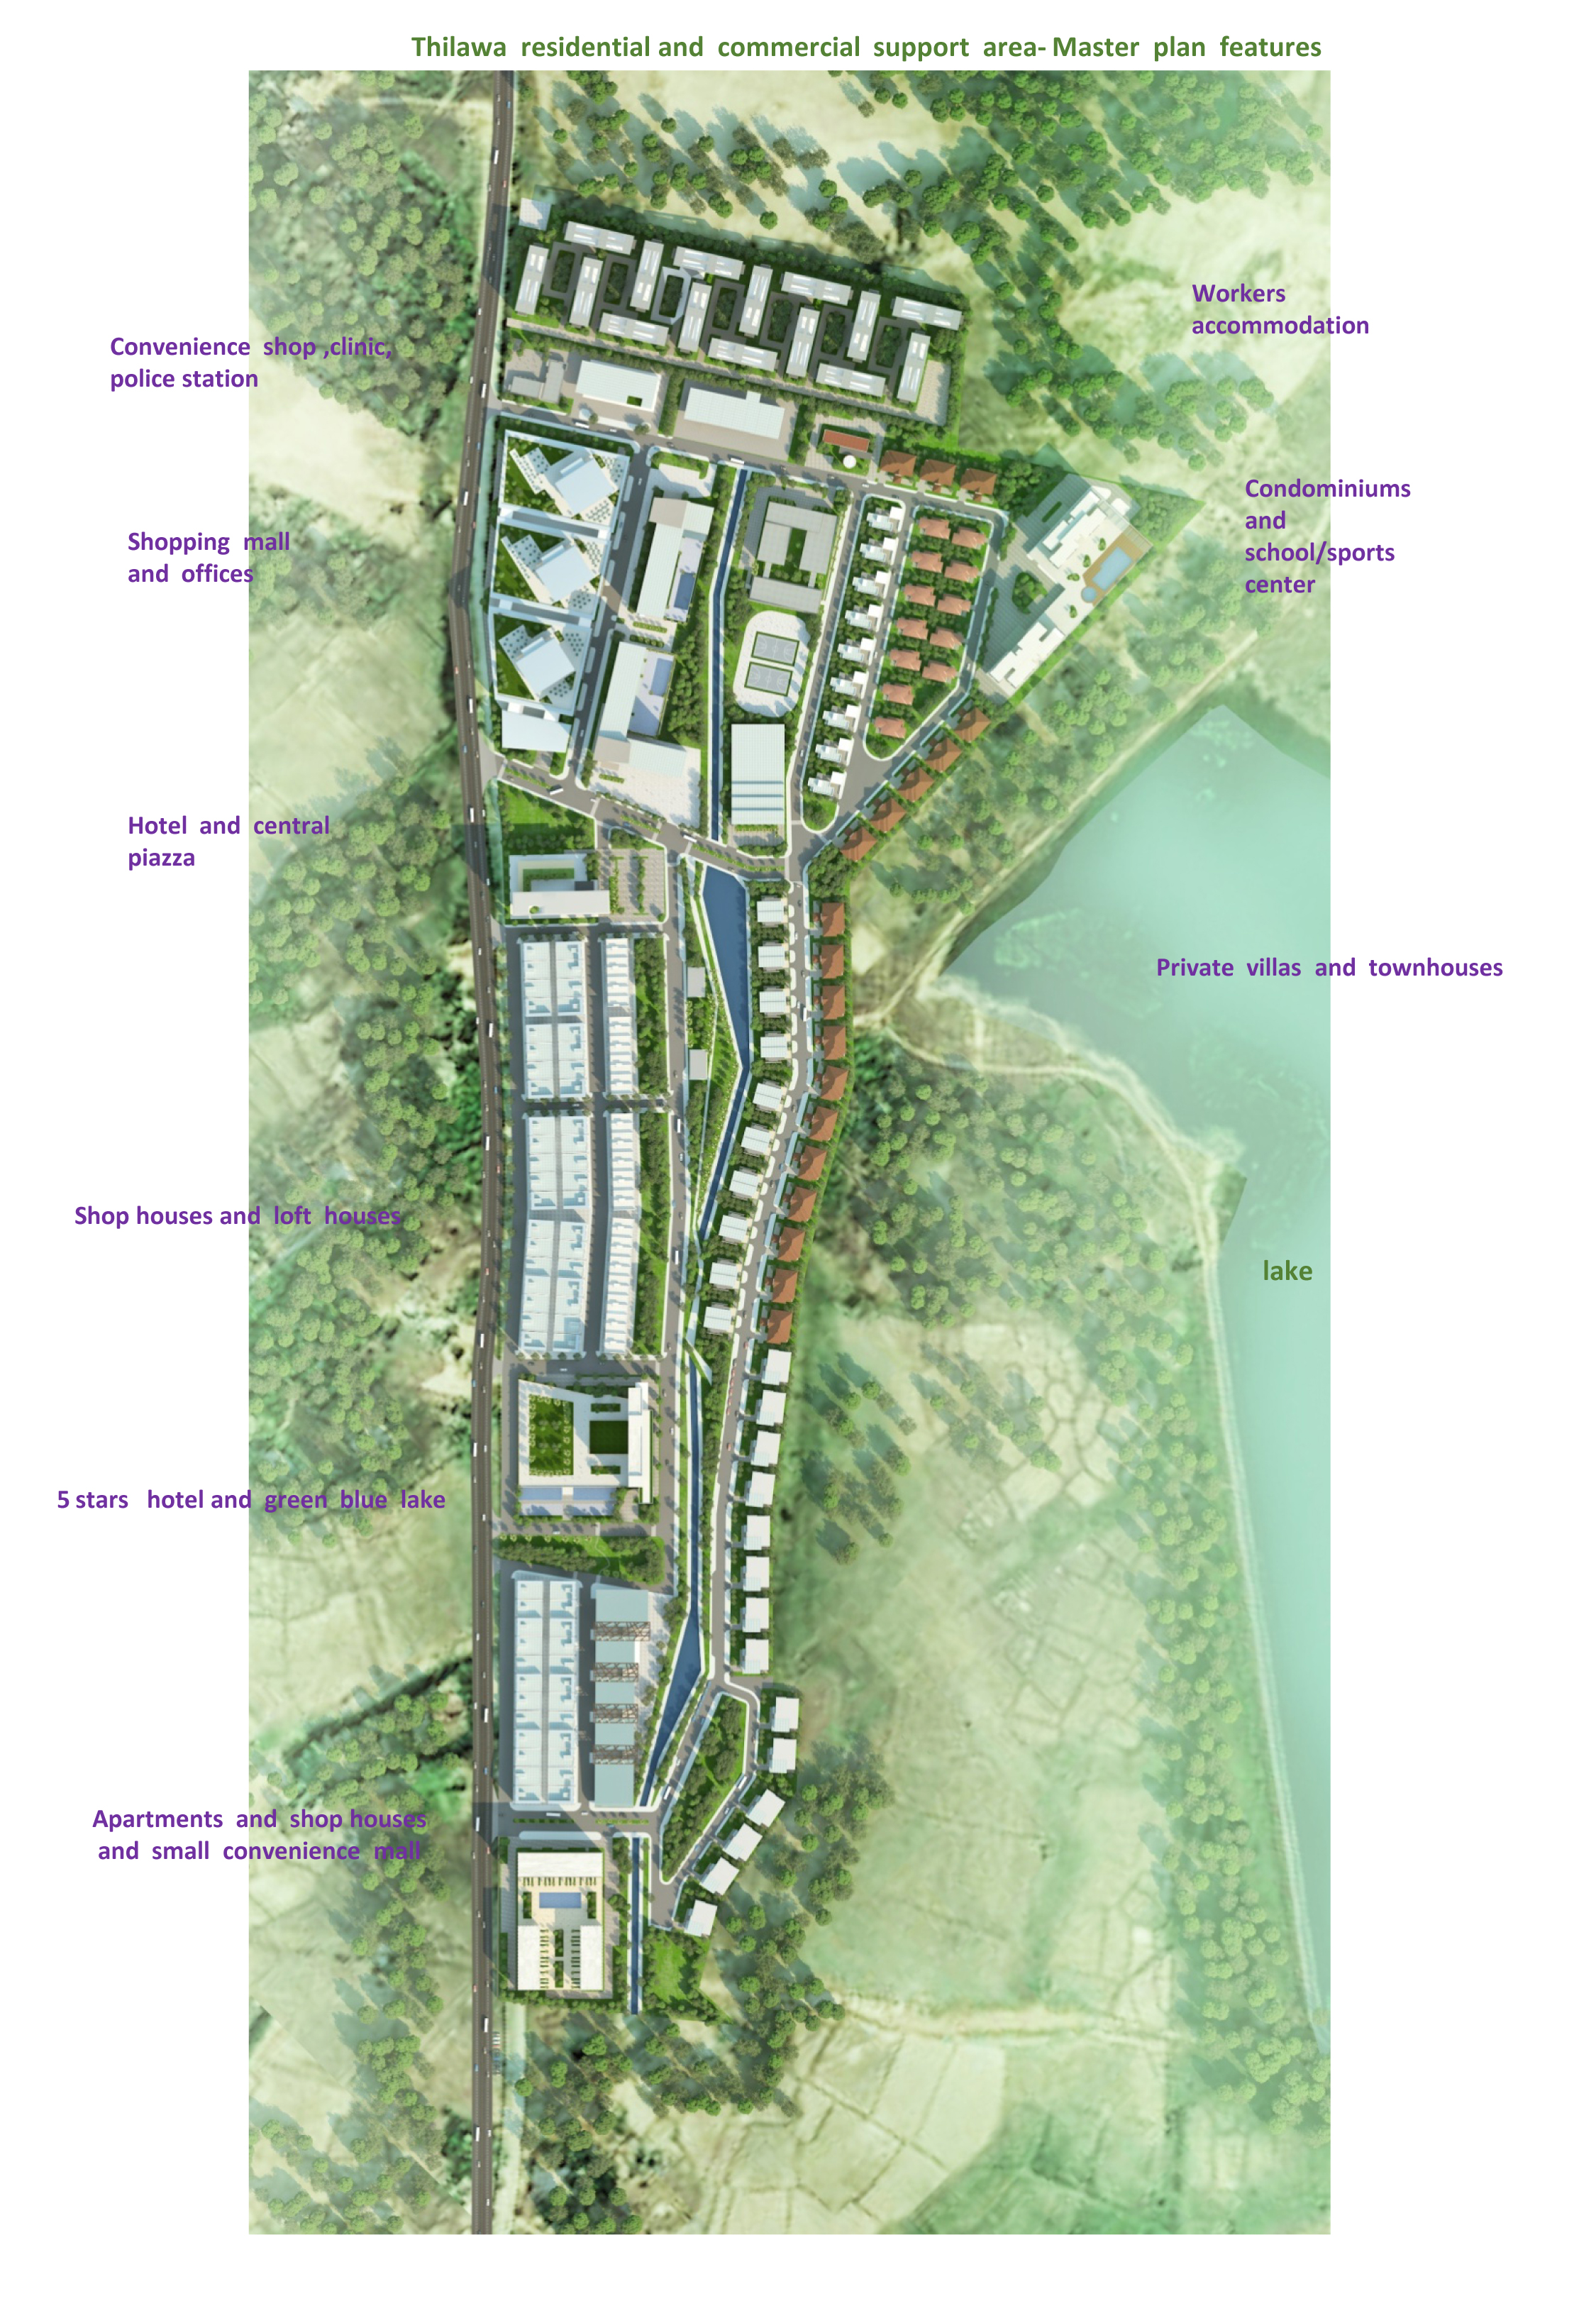 Thilawa residential and commercial support area- Master plan features
Workers
accommodation
Convenience shop ,clinic,
police station
Condominiums
and
school/sports
center
Shopping mall
and offices
Hotel and central
piazza
Private villas and townhouses
Shop houses and loft houses
lake
5 stars hotel and green blue lake
Apartments and shop houses
and small convenience mall